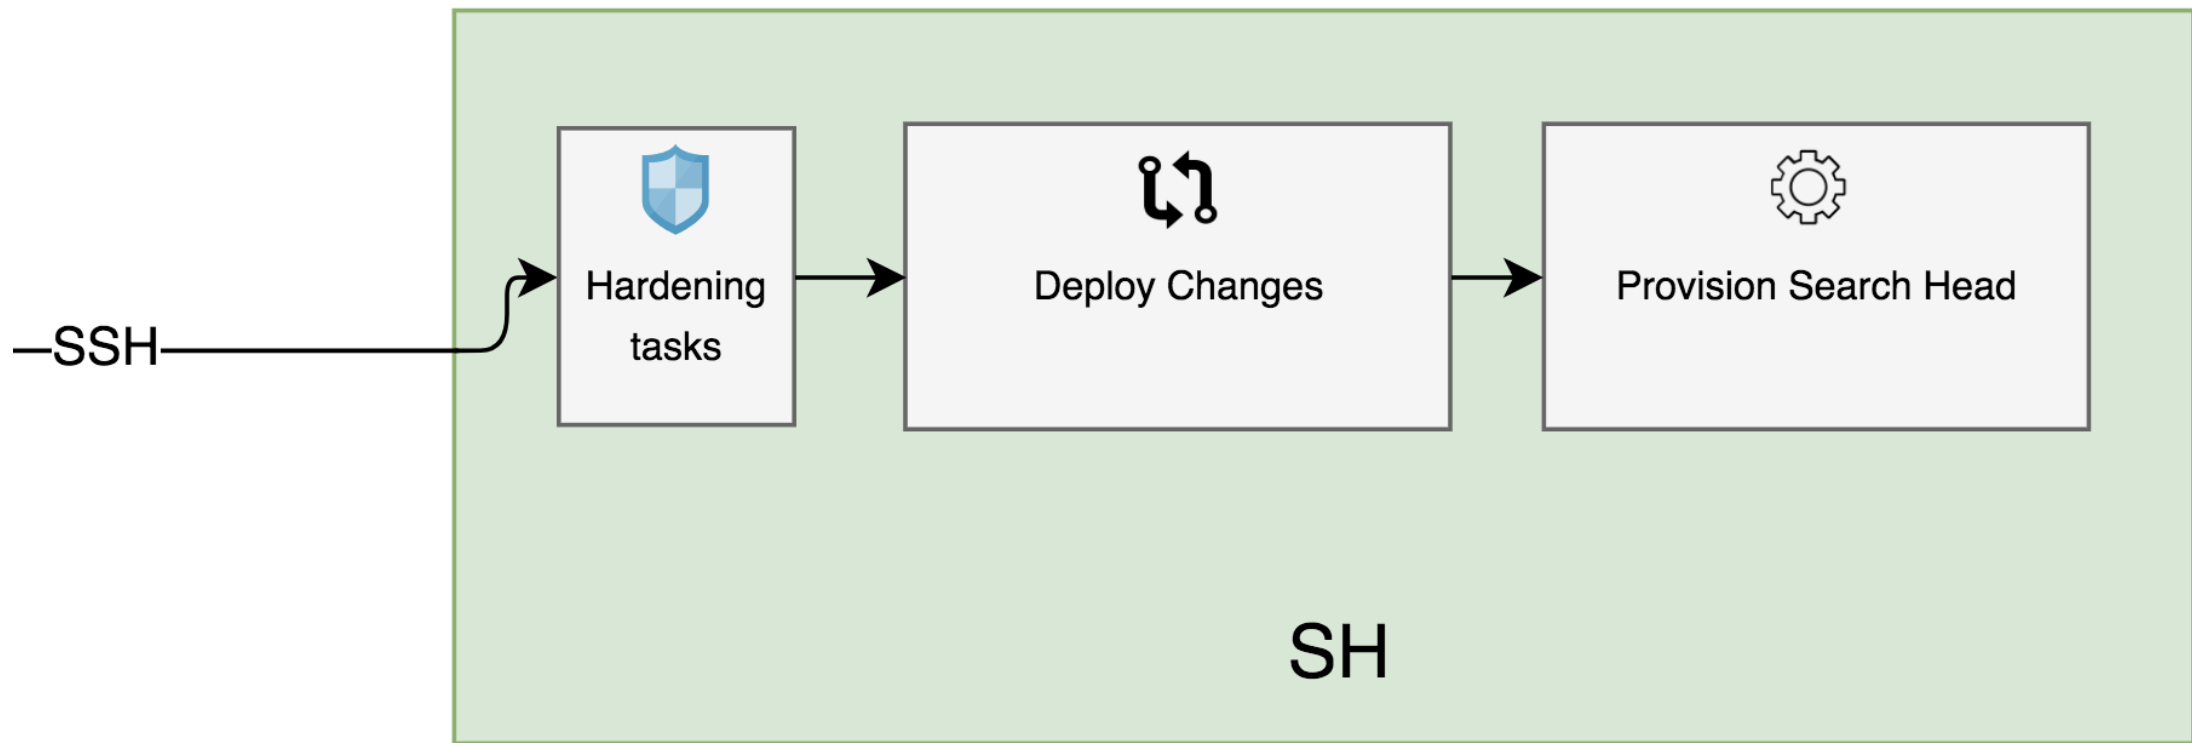 SSH
Hardening
tasks
Deploy Changes
Provision Search Head
SH